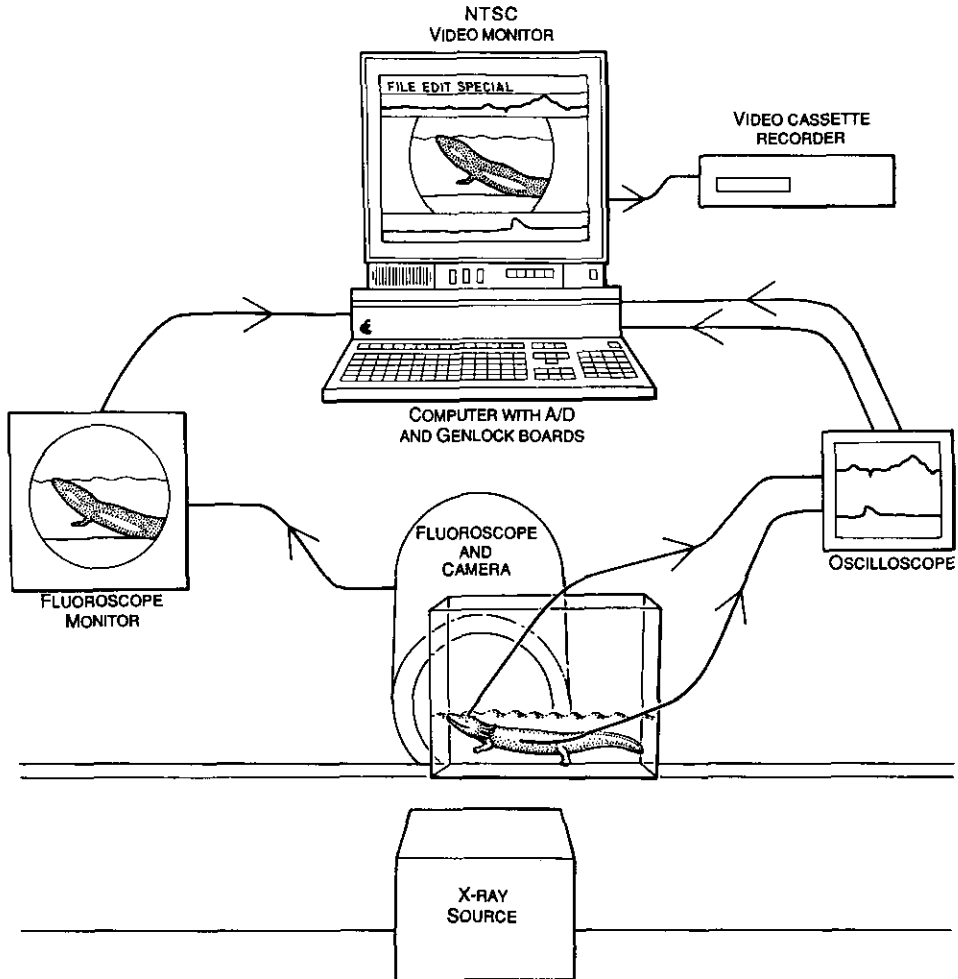 NTSC
VIDEO MONITOR
FILE EDIT SPECIAL
VIDEO CASSETTE
RECORDER
COMPUTER WITH A/D
AND GENLOCK BOARDS
FLUOROSCOPE
AND
CAMERA
OSCILLOSCOPE
FLUOROSCOPE
MONITOR
X-RAY
SOURCE